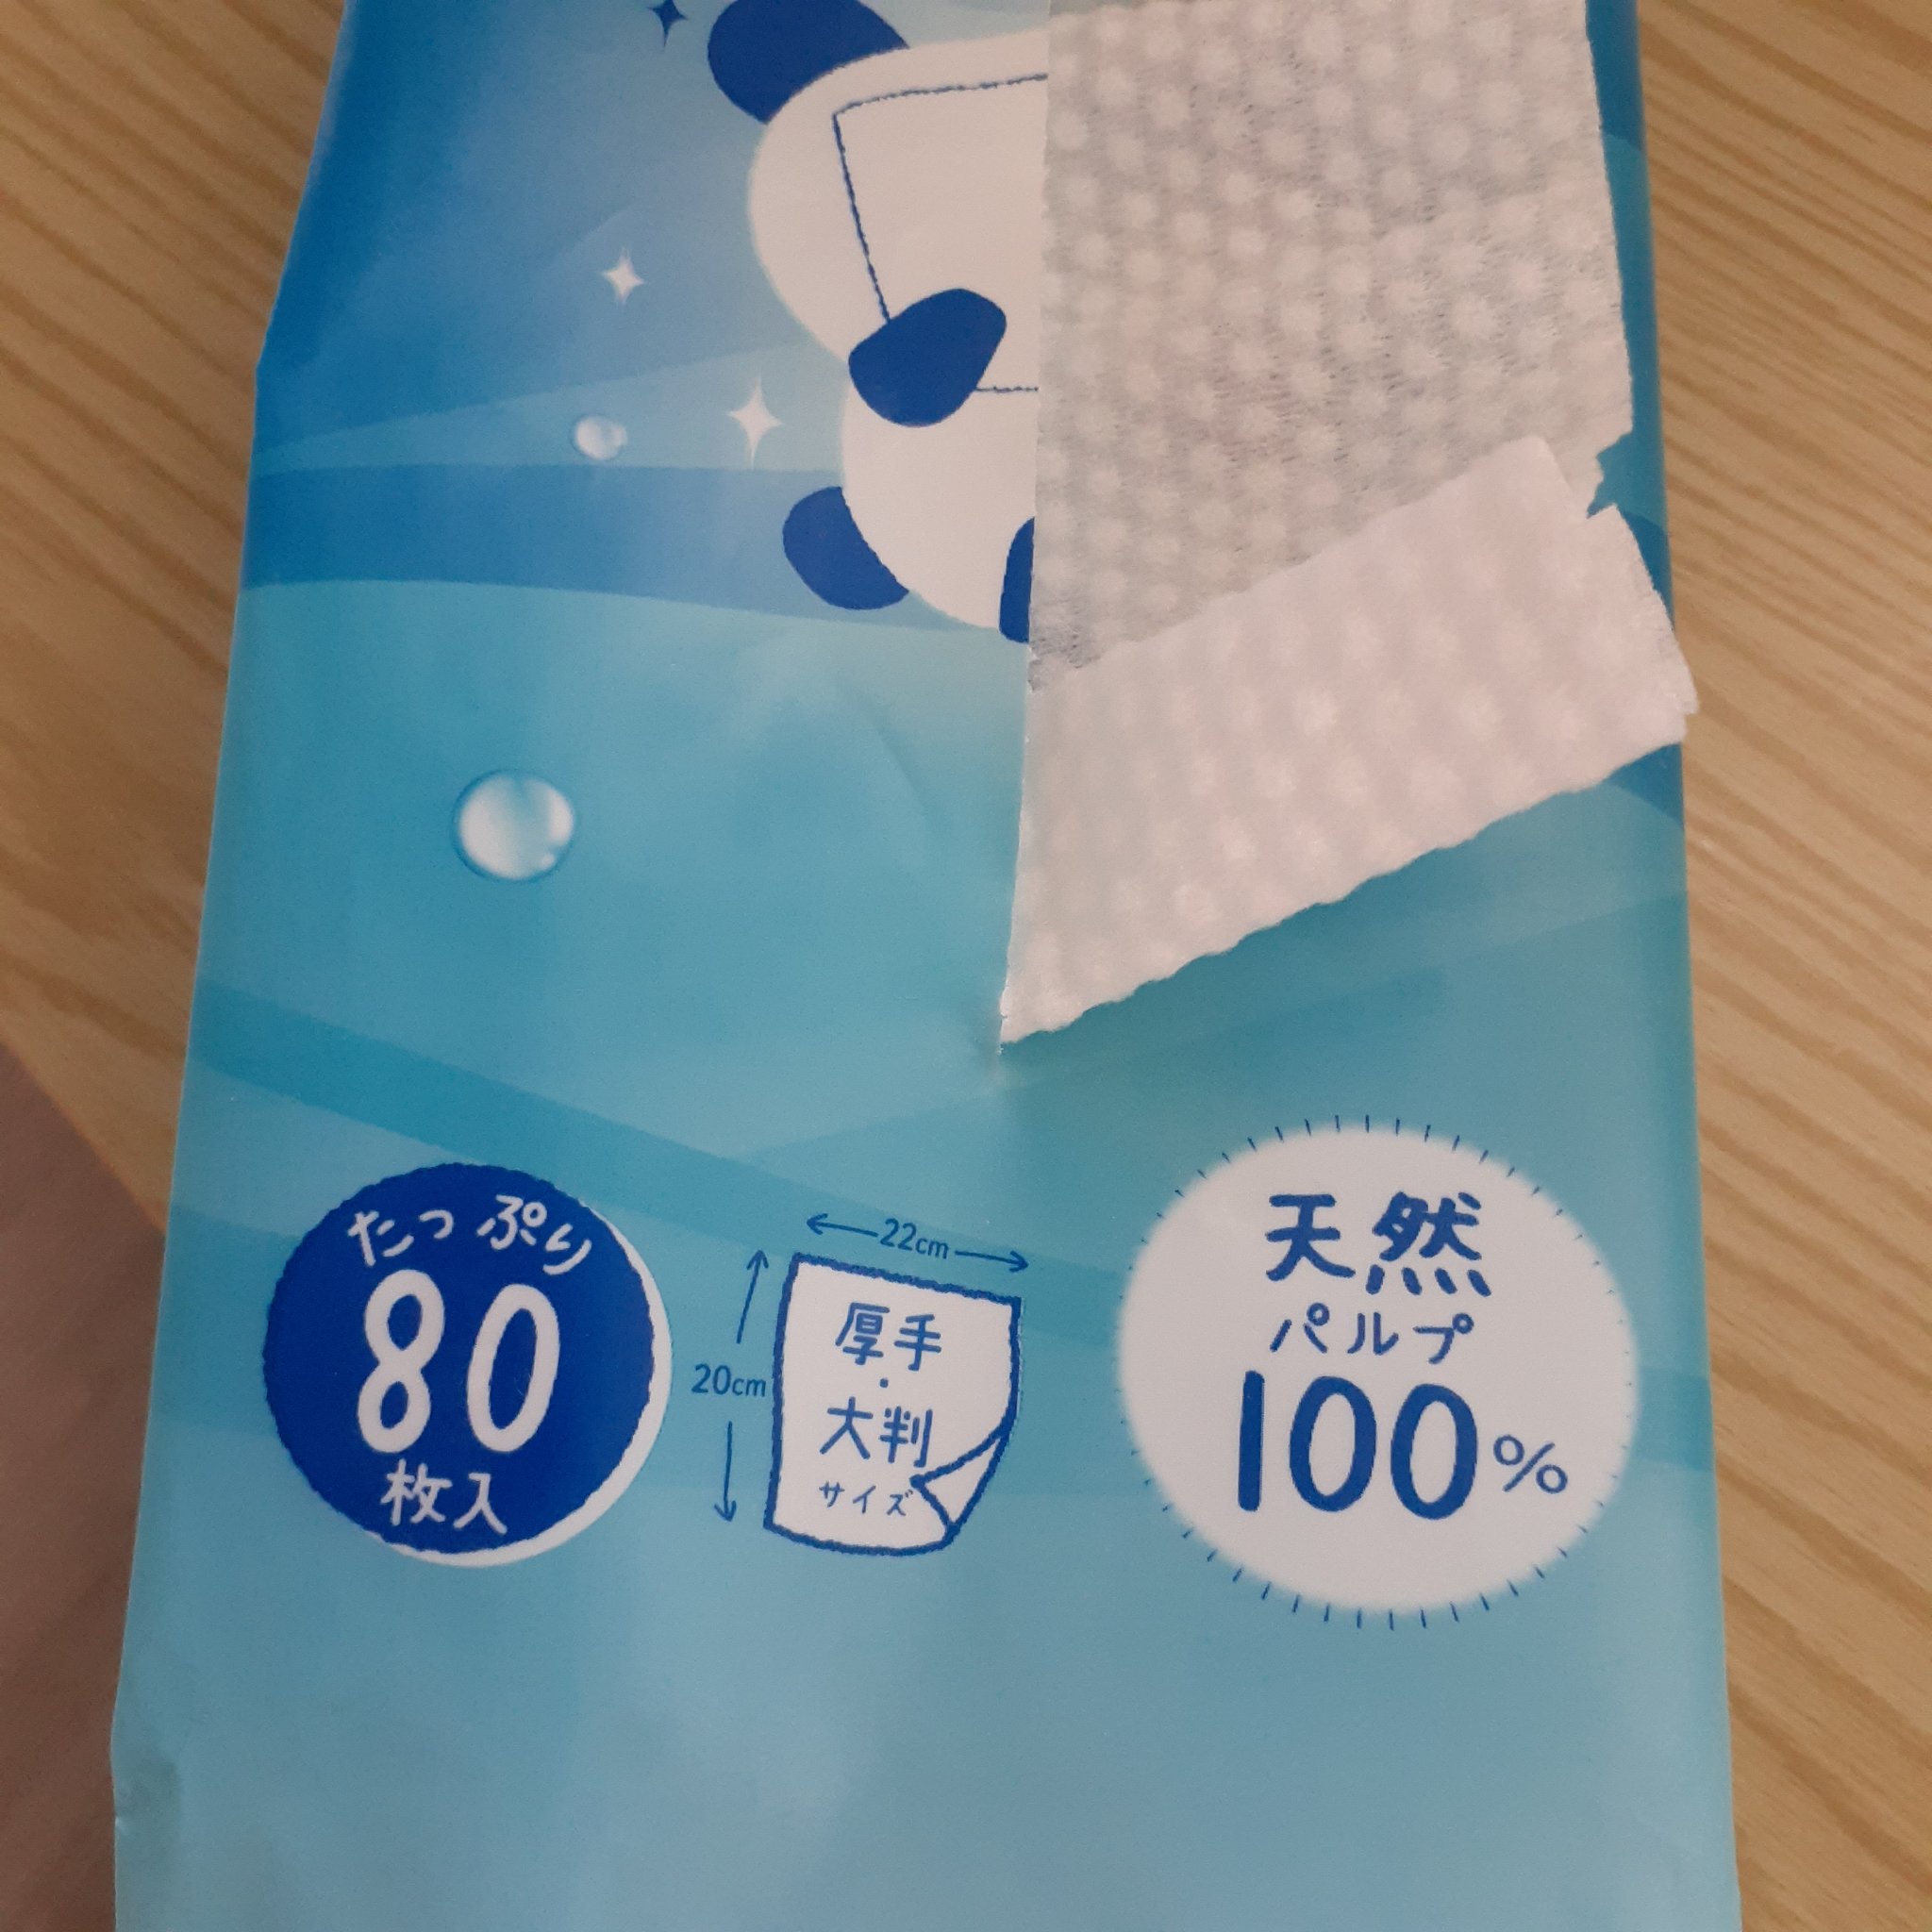 たっぷり
80
枚入
22cm
20cm
厚手
・
大判
サイズ
天然
パルプ
100%